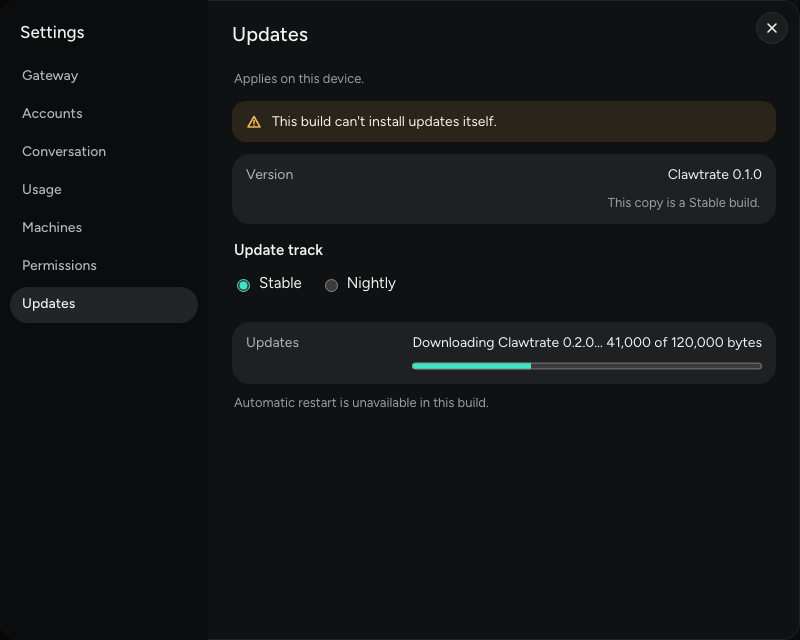 Settings
Gateway
Accounts
Conversation
Usage
Machines
Permissions
Updates
Updates
Applies on this device.
This build can't install updates itself.
Version
Clawtrate 0.1.0
This copy is a Stable build.
Update track
Stable
Nightly
Updates
Downloading Clawtrate 0.2.0... 41,000 of 120,000 bytes
Automatic restart is unavailable in this build.